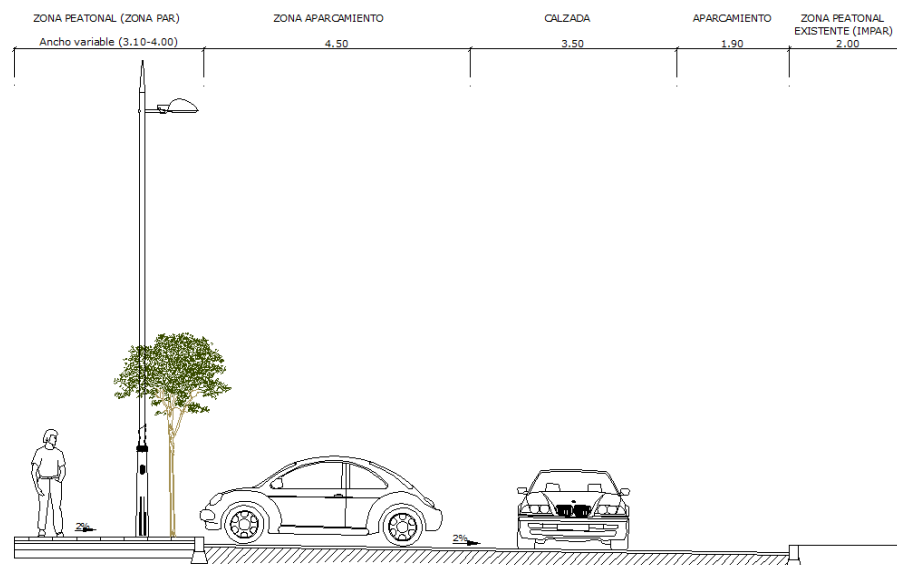 ZONA PEATONAL (ZONA PAR)
Ancho variable (3.10-4.00)
ZONA APARCAMIENTO
4.50
CALZADA
3.50
APARCAMIENTO
1.90
ZONA PEATONAL
EXISTENTE (IMPAR)
2.00
2%
2%